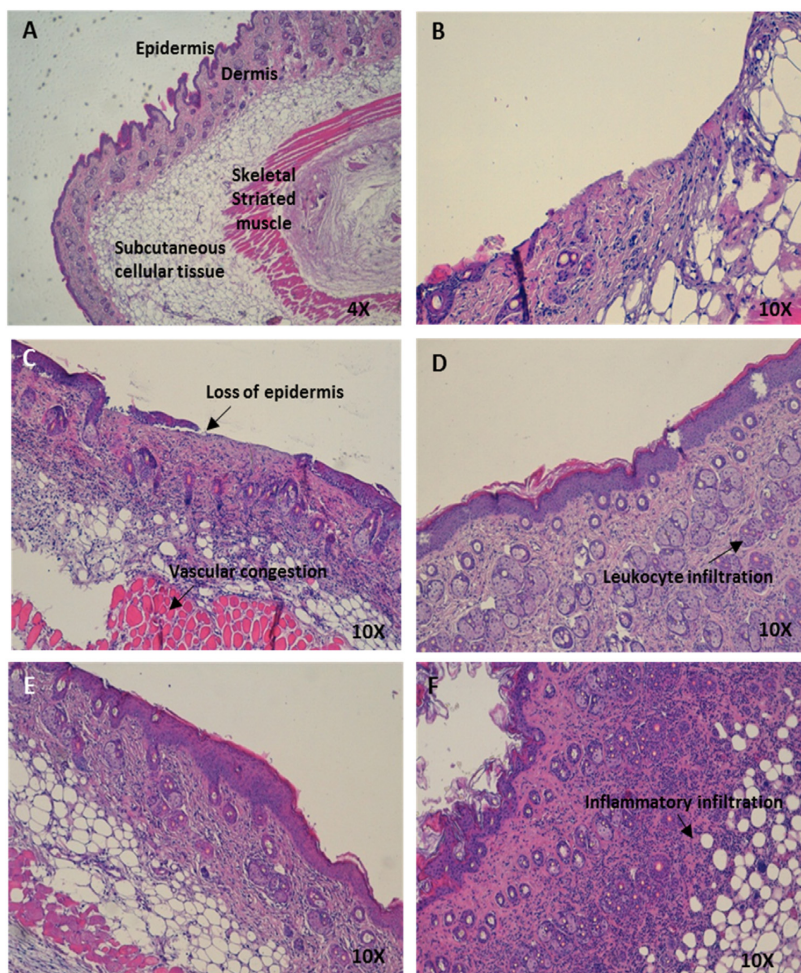 A
Epidermis
Dermis
Skeletal
Striated
muscle
Subcutaneous
cellular tissue
4X
B
10X
C
Loss of epidermis
Vascular congestion
10X
D
Leukocyte infiltration
10X
E
10X
F
Inflammatory infiltration
10X